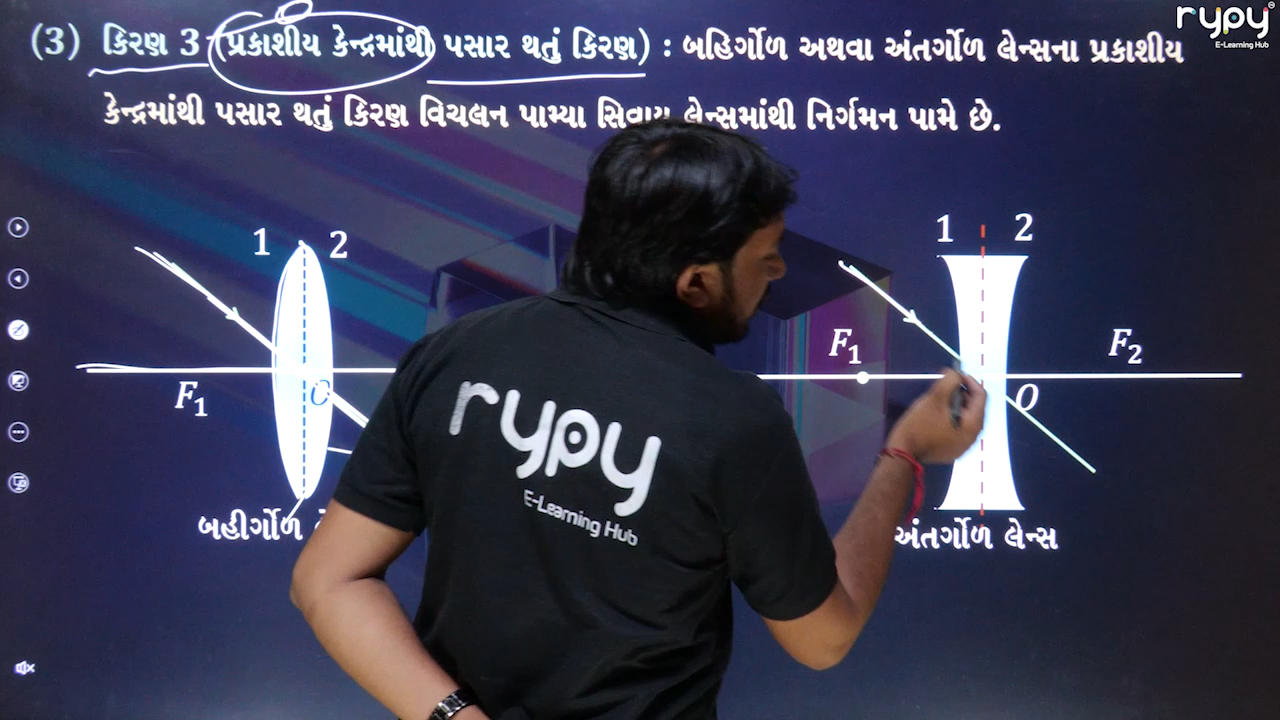 rypy
E-Learning Hub
(3) કિરણ 3 (પ્રકાશીય કેન્દ્રમાંથી પસાર થતું કિરણ) : બહિર્ગોળ અથવા અંતર્ગોળ લેન્સના પ્રકાશીય
કેન્દ્રમાંથી પસાર થતું કિરણ વિચલન પામ્યા સિવાય લેન્સમાંથી નિર્ગમન પામે છે.
1 2
1 2
F1
O
F1
F2
O
બહીર્ગોળ
અંતર્ગોળ લેન્સ
rypy
E-Learning Hub